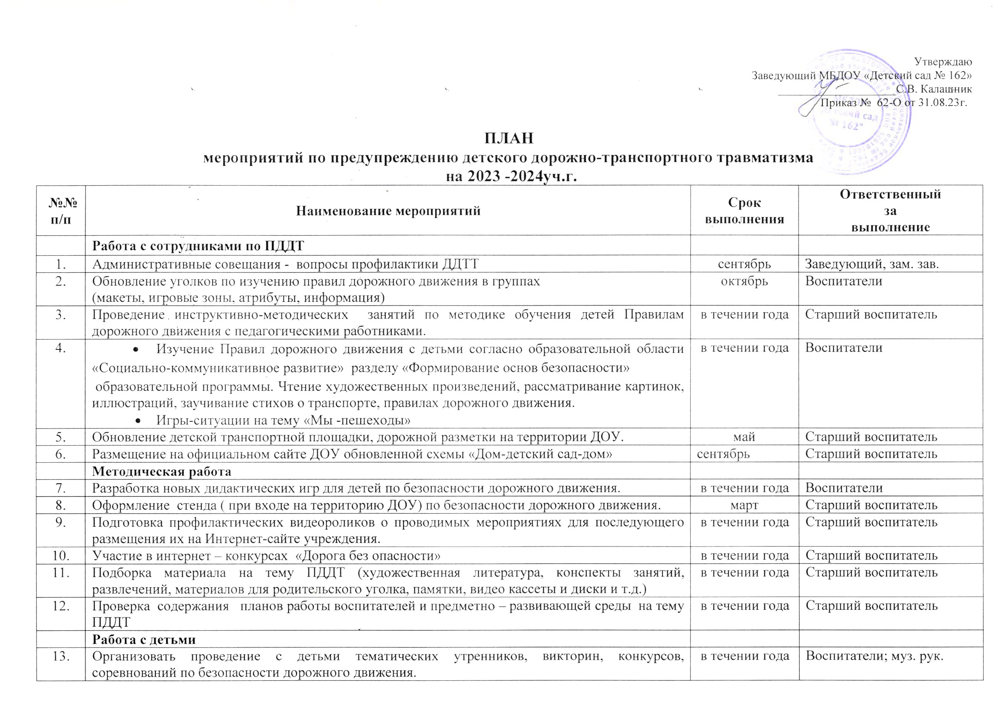 Утверждаю
Заведующий МБДОУ «Детский сад № 162»
С.В. Калашник
Приказ № 62-О от 31.08.23г.
детский сад
№ 162"
ПЛАН
мероприятий по предупреждению детского дорожно-транспортного травматизма
на 2023 -2024уч.г.
№№ п/п
Наименование мероприятий
Срок выполнения
Ответственный за выполнение
Работа с сотрудниками по ПДДТ
1. Административные совещания - вопросы профилактики ДДТТ сентябрь Заведующий, зам. зав.
2. Обновление уголков по изучению правил дорожного движения в группах октябрь Воспитатели
(макеты, игровые зоны, атрибуты, информация)
3. Проведение инструктивно-методических занятий по методике обучения детей Правилам в течении года Старший воспитатель
дорожного движения с педагогическими работниками.
4. • Изучение Правил дорожного движения с детьми согласно образовательной области в течении года Воспитатели
«Социально-коммуникативное развитие» разделу «Формирование основ безопасности»
образовательной программы. Чтение художественных произведений, рассматривание картинок,
иллюстраций, заучивание стихов о транспорте, правилах дорожного движения.
• Игры-ситуации на тему «Мы -пешеходы»
5. Обновление детской транспортной площадки, дорожной разметки на территории ДОУ. май Старший воспитатель
6. Размещение на официальном сайте ДОУ обновленной схемы «Дом-детский сад-дом» сентябрь Старший воспитатель
Методическая работа
7. Разработка новых дидактических игр для детей по безопасности дорожного движения. в течении года Воспитатели
8. Оформление стенда ( при входе на территорию ДОУ) по безопасности дорожного движения. март Старший воспитатель
9. Подготовка профилактических видеороликов о проводимых мероприятиях для последующего в течении года Старший воспитатель
размещения их на Интернет-сайте учреждения.
10. Участие в интернет – конкурсах «Дорога без опасности» в течении года Старший воспитатель
11. Подборка материала на тему ПДДТ (художественная литература, конспекты занятий, в течении года Старший воспитатель
развлечений, материалов для родительского уголка, памятки, видео кассеты и диски и т.д.)
12. Проверка содержания планов работы воспитателей и предметно – развивающей среды на тему в течении года Старший воспитатель
ПДДТ
Работа с детьми
13. Организовать проведение с детьми тематических утренников, викторин, конкурсов, в течении года Воспитатели; муз. рук.
соревнований по безопасности дорожного движения.